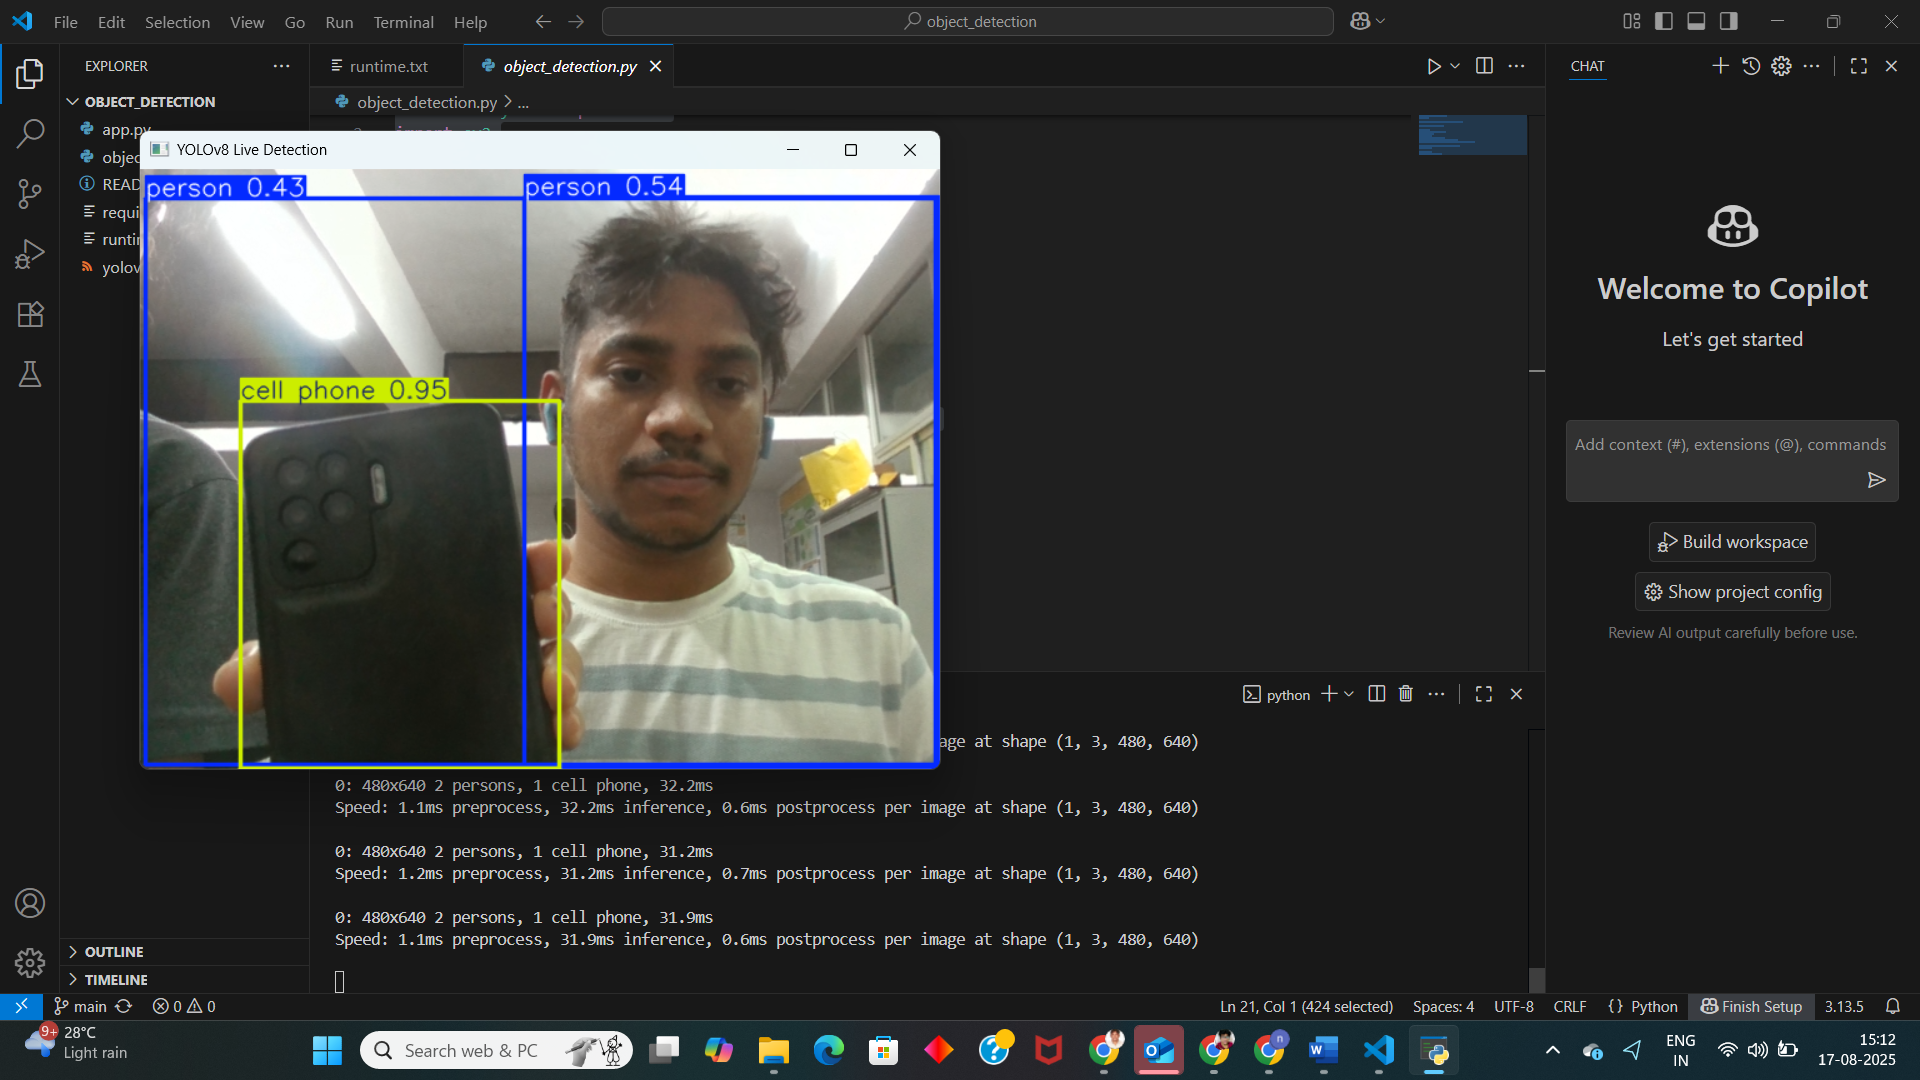 File Edit Selection View Go Run Terminal Help
object_detection
EXPLORER
runtime.txt
object_detection.py
CHAT
OBJECT_DETECTION
object_detection.py > ...
app.py
READ
yolov
YOLOv8 Live Detection
person 0.43
person 0.54
cell phone 0.95
Welcome to Copilot
Let's get started
Add context (#), extensions (@), commands
Build workspace
Show project config
Review AI output carefully before use.
python
age at shape (1, 3, 480, 640)
0: 480x640 2 persons, 1 cell phone, 32.2ms
Speed: 1.1ms preprocess, 32.2ms inference, 0.6ms postprocess per image at shape (1, 3, 480, 640)
0: 480x640 2 persons, 1 cell phone, 31.2ms
Speed: 1.2ms preprocess, 31.2ms inference, 0.7ms postprocess per image at shape (1, 3, 480, 640)
0: 480x640 2 persons, 1 cell phone, 31.9ms
Speed: 1.1ms preprocess, 31.9ms inference, 0.6ms postprocess per image at shape (1, 3, 480, 640)
OUTLINE
TIMELINE
main 0 0
Ln 21, Col 1 (424 selected) Spaces: 4 UTF-8 CRLF {} Python Finish Setup 3.13.5
9+
28°C
Light rain
Search web & PC
n
ENG
IN
15:12
17-08-2025